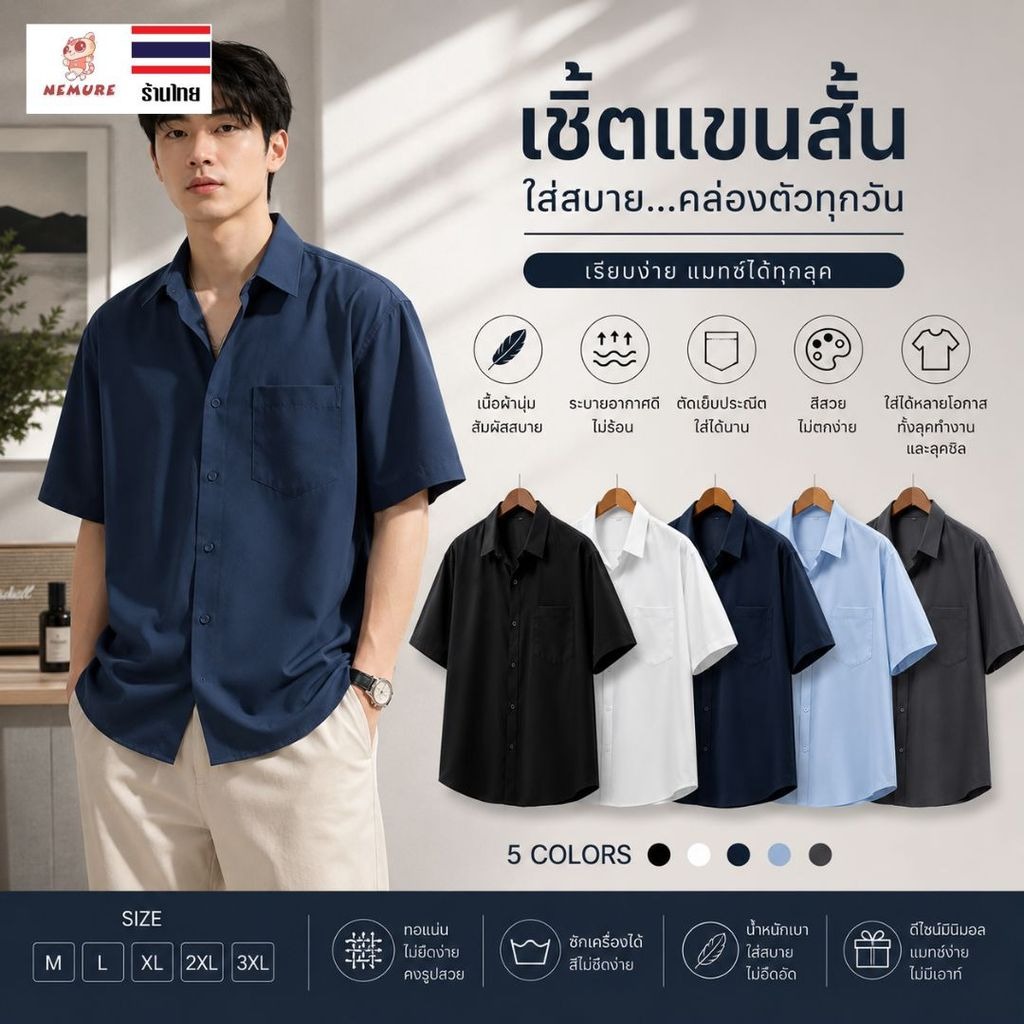 NEMURE
ร้านไทย
เชิ้ตแขนสั้น
ใส่สบาย...คล่องตัวทุกวัน
เรียบง่าย แมทช์ได้ทุกลุค
เนื้อผ้านุ่ม
สัมผัสสบาย
ระบายอากาศดี
ไม่ร้อน
ตัดเย็บประณีต
ใส่ได้นาน
สีสวย
ไม่ตกง่าย
ใส่ได้หลายโอกาส
ทั้งลุคทำงาน
และลุคชิล
5 COLORS
SIZE
M
L
XL
2XL
3XL
ทอแน่น
ไม่ยืดง่าย
คงรูปสวย
ซักเครื่องได้
สีไม่ซีดง่าย
น้ำหนักเบา
ใส่สบาย
ไม่อึดอัด
ดีไซน์มินิมอล
แมทช์ง่าย
ไม่มีเอาท์